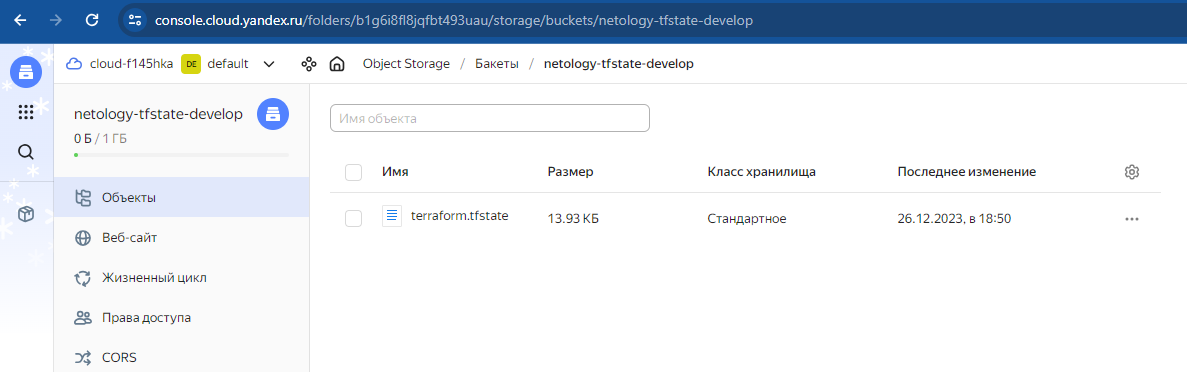 console.cloud.yandex.ru/folders/b1g6i8fl8jqfbt493uau/storage/buckets/netology-tfstate-develop
cloud-f145hka DE default Object Storage / Бакеты / netology-tfstate-develop
netology-tfstate-develop
0 Б / 1 ГБ
Объекты
Веб-сайт
Жизненный цикл
Права доступа
CORS
Имя объекта
Имя Размер Класс хранилища Последнее изменение
terraform.tfstate 13.93 КБ Стандартное 26.12.2023, в 18:50